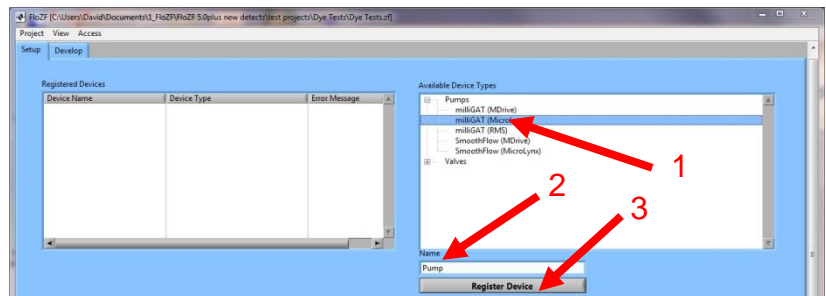 FloZF [C:\Users\David\Documents\1_FloZF\FloZF 5.0plus new detects\test projects\Dye Tests\Dye Tests.zf]
Project View Access
Setup Develop
Registered Devices
Device Name Device Type Error Message
Available Device Types
Pumps
milliGAT (MDrive)
milliGAT
milliGAT (RMS)
SmoothFlow (MDrive)
SmoothFlow (MicroLynx)
Valves
1
2
3
Name
Pump
Register Device